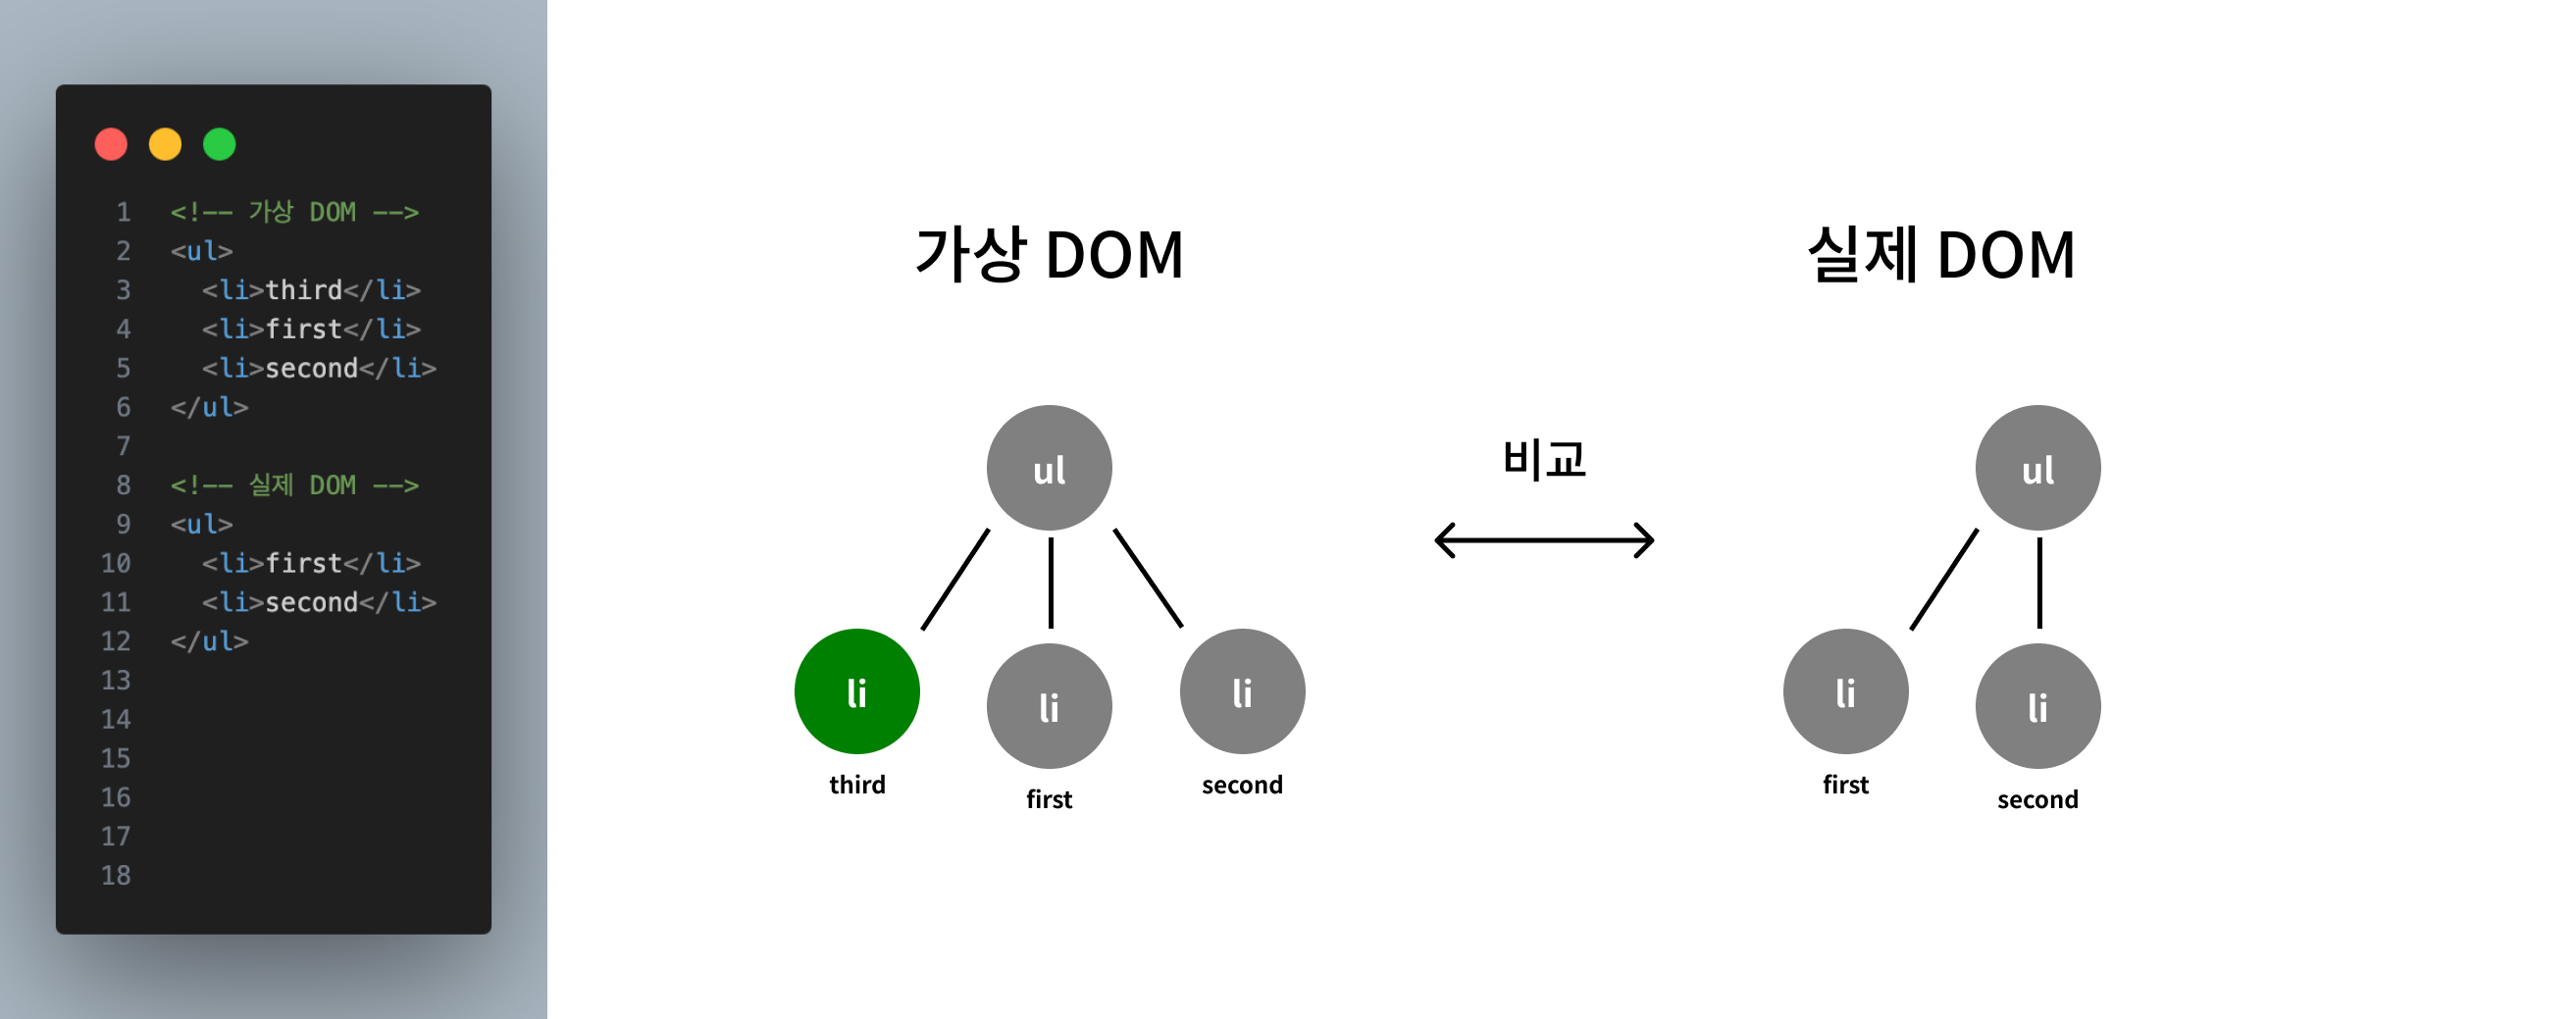 1 <!-- 가상 DOM -->
2 <ul>
3   <li>third</li>
4   <li>first</li>
5   <li>second</li>
6 </ul>
7
8 <!-- 실제 DOM -->
9 <ul>
10   <li>first</li>
11   <li>second</li>
12 </ul>
13
14
15
16
17
18
가상 DOM
ul
li
li
li
third
first
second
비교
실제 DOM
ul
li
li
first
second